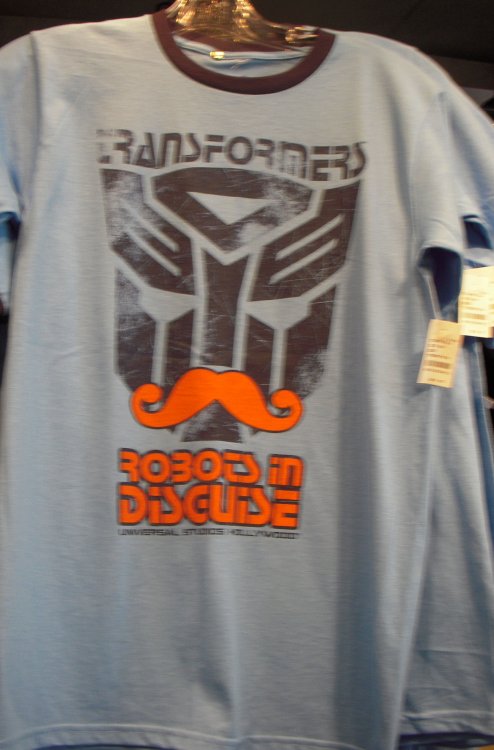 TRANSFORMERS
ROBOTS IN
DISGUISE
UNIVERSAL STUDIOS HOLLYWOOD